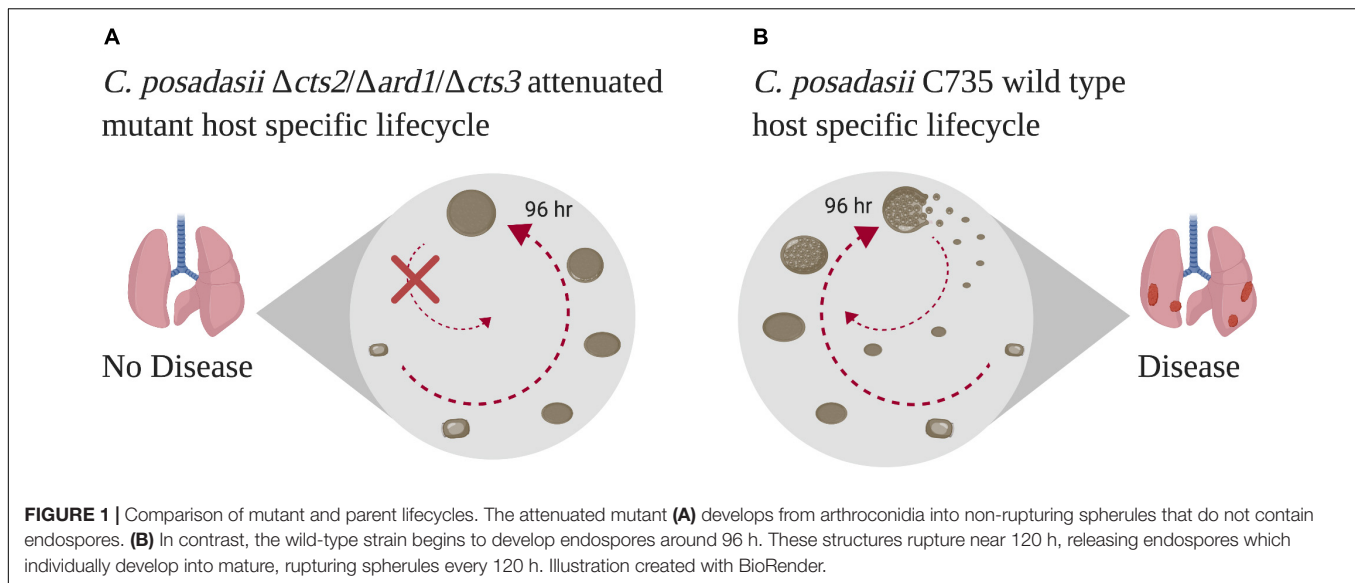 A
C. posadasii Δcts2/Δard1/Δcts3 attenuated
mutant host specific lifecycle
96 hr
No Disease
B
C. posadasii C735 wild type
host specific lifecycle
96 hr
Disease
FIGURE 1 | Comparison of mutant and parent lifecycles. The attenuated mutant (A) develops from arthroconidia into non-rupturing spherules that do not contain
endospores. (B) In contrast, the wild-type strain begins to develop endospores around 96 h. These structures rupture near 120 h, releasing endospores which
individually develop into mature, rupturing spherules every 120 h. Illustration created with BioRender.